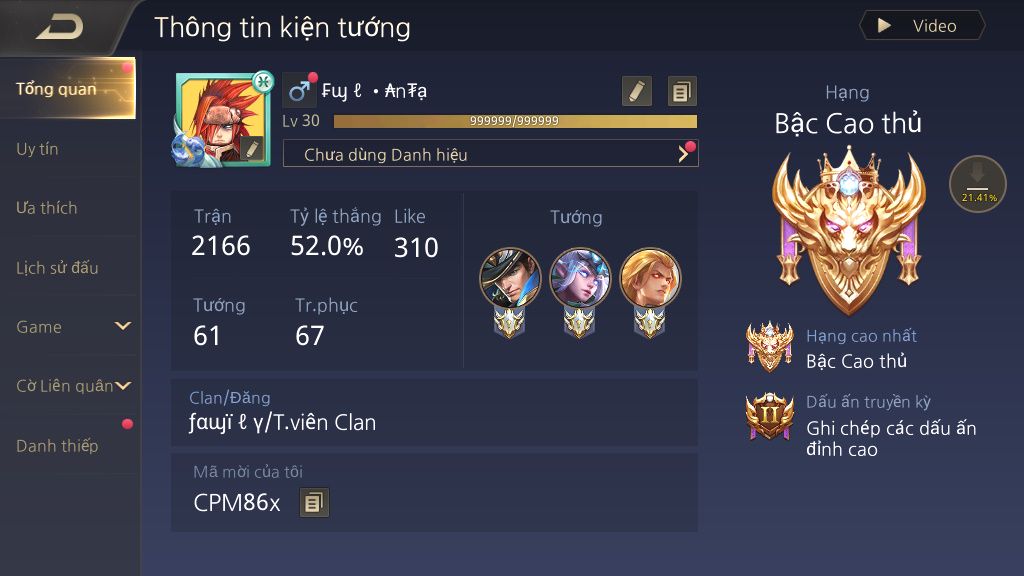 Thông tin kiện tướng
Video
Tổng quan
Uy tín
Ưa thích
Lịch sử đấu
Game
Cờ Liên quân
Danh thiếp
₣ɯყ ℓ • ₳n₮ạ
Lv 30
999999/999999
Chưa dùng Danh hiệu
Trận
2166
Tỷ lệ thắng
52.0%
Like
310
Tướng
61
Tr.phục
67
Tướng
Clan/Đăng
ƒɑɯჳї ℓ γ/T.viên Clan
Mã mời của tôi
CPM86x
Hạng
Bậc Cao thủ
21.41%
Hạng cao nhất
Bậc Cao thủ
II
Dấu ấn truyền kỳ
Ghi chép các dấu ấn
đỉnh cao